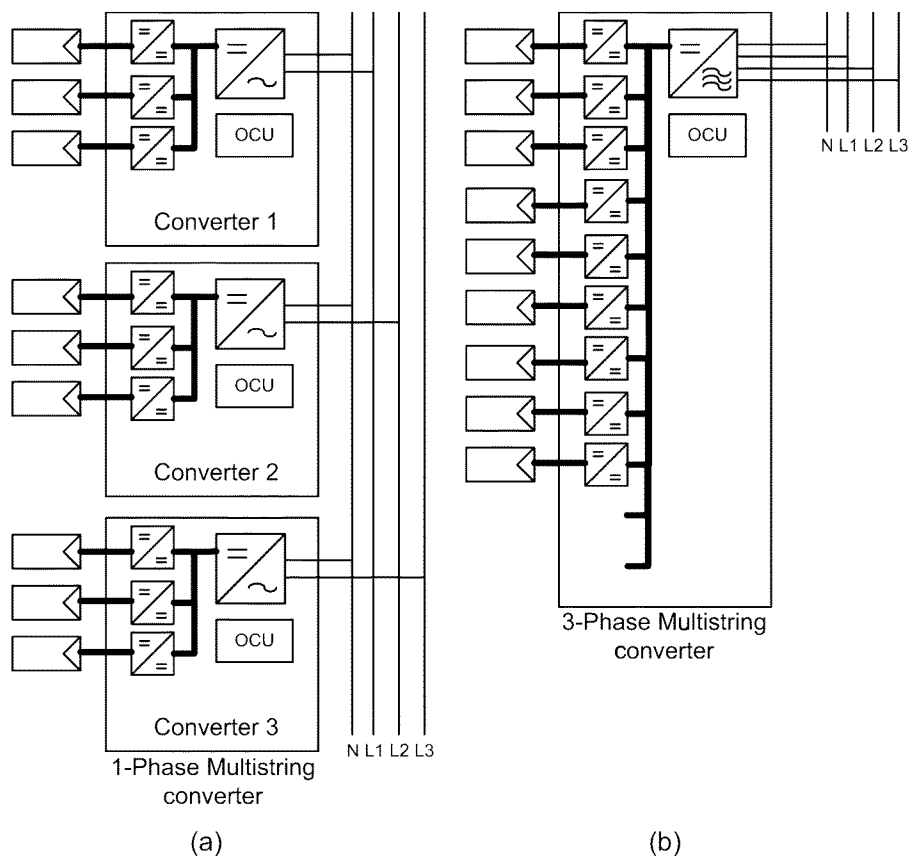 OCU
Converter 1
OCU
Converter 2
OCU
Converter 3
N L1 L2 L3
1-Phase Multistring
converter
(a)
OCU
N L1 L2 L3
3-Phase Multistring
converter
(b)